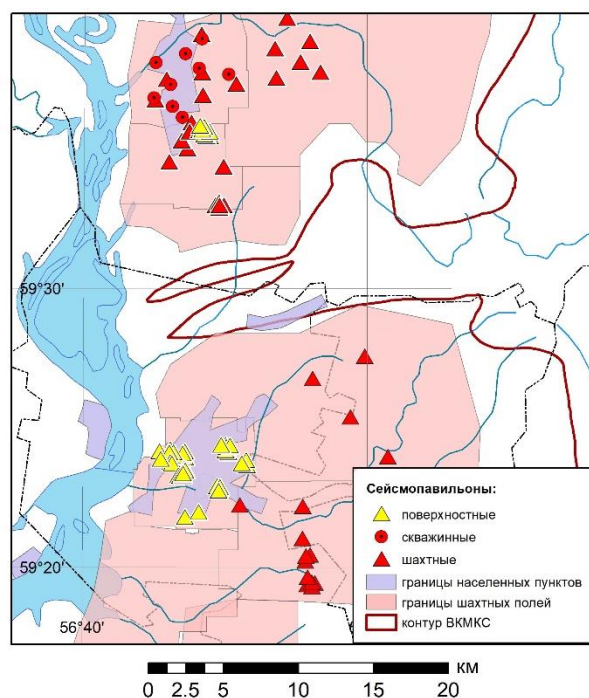 59°30'
Сейсмопавильоны:
поверхностные
скважинные
шахтные
границы населенных пунктов
границы шахтных полей
контур ВКМКС
59°20'
56°40'
0 2.5 5 10 15 20 КМ